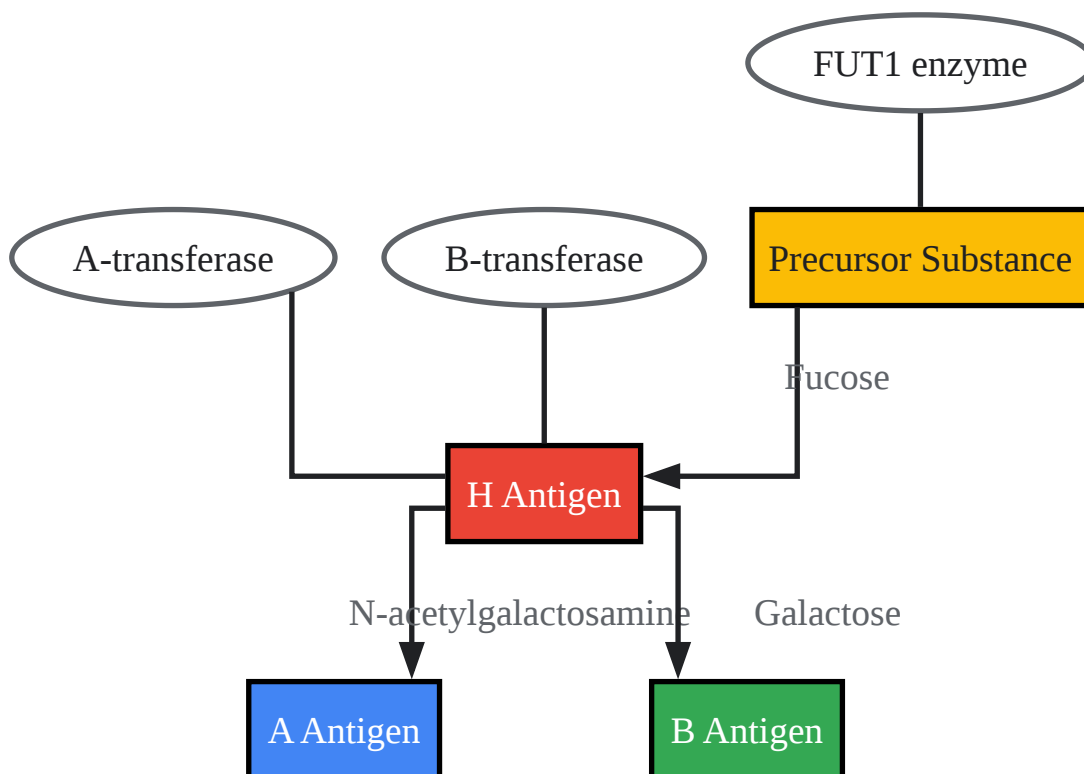 FUT1 enzyme
A-transferase
B-transferase
Precursor Substance
Fucose
H Antigen
N-acetylgalactosamine
Galactose
A Antigen
B Antigen